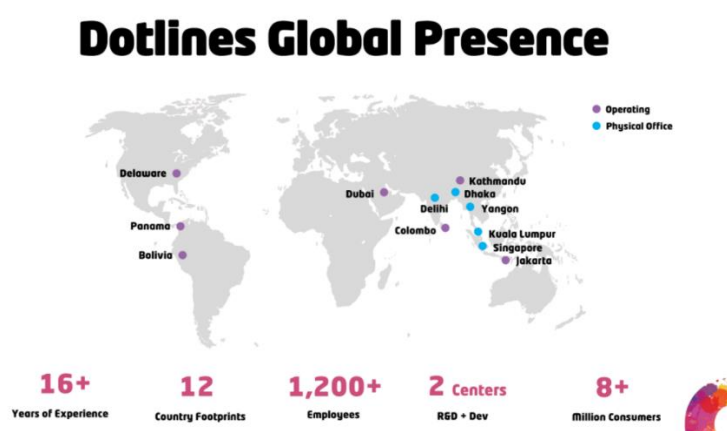 Dotlines Global Presence
Operating
Physical Office
Delaware
Kathmandu
Dubai
Dhaka
Delihi
Yangon
Panama
Colombo
Kuala Lumpur
Singapore
Bolivia
Jakarta
16+
12
1,200+
2 Centers
8+
Years of Experience
Country Footprints
Employees
R&D + Dev
Million Consumers